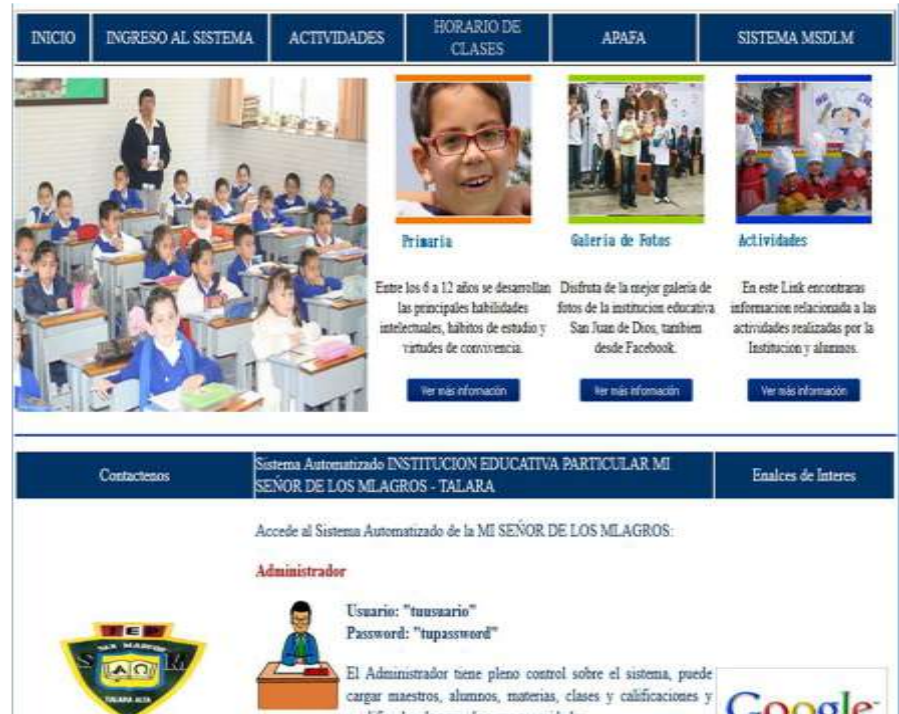 INICIO
INGRESO AL SISTEMA
ACTIVIDADES
HORARIO DE
CLASES
APAFA
SISTEMA MSDLM
Primaria
Entre los 6 a 12 años se desarrollan
las principales habilidades
intelectuales, hábitos de estudio y
virtudes de convivencia.
Ver más información
Galeria de Fotos
Disfruta de la mejor galeria de
fotos de la institucion educativa
San Juan de Dios, tambien
desde Facebook.
Ver más información
Actividades
En este Link encontraras
informacion relacionada a las
actividades realizadas por la
Institucion y alumnos.
Ver más información
Contactenos
Sistema Automatizado INSTITUCION EDUCATIVA PARTICULAR MI
SEÑOR DE LOS MLAGROS - TALARA
Enalces de Interes
Accede al Sistema Automatizado de la MI SEÑOR DE LOS MLAGROS:
Administrador
Usuario: "tuusuario"
Password: "tupassword"
El Administrador tiene pleno control sobre el sistema, puede
cargar maestros, alumnos, materias, clases y calificaciones y
I E P
SAN MARCOS
S M
TALARA ALTA
Google